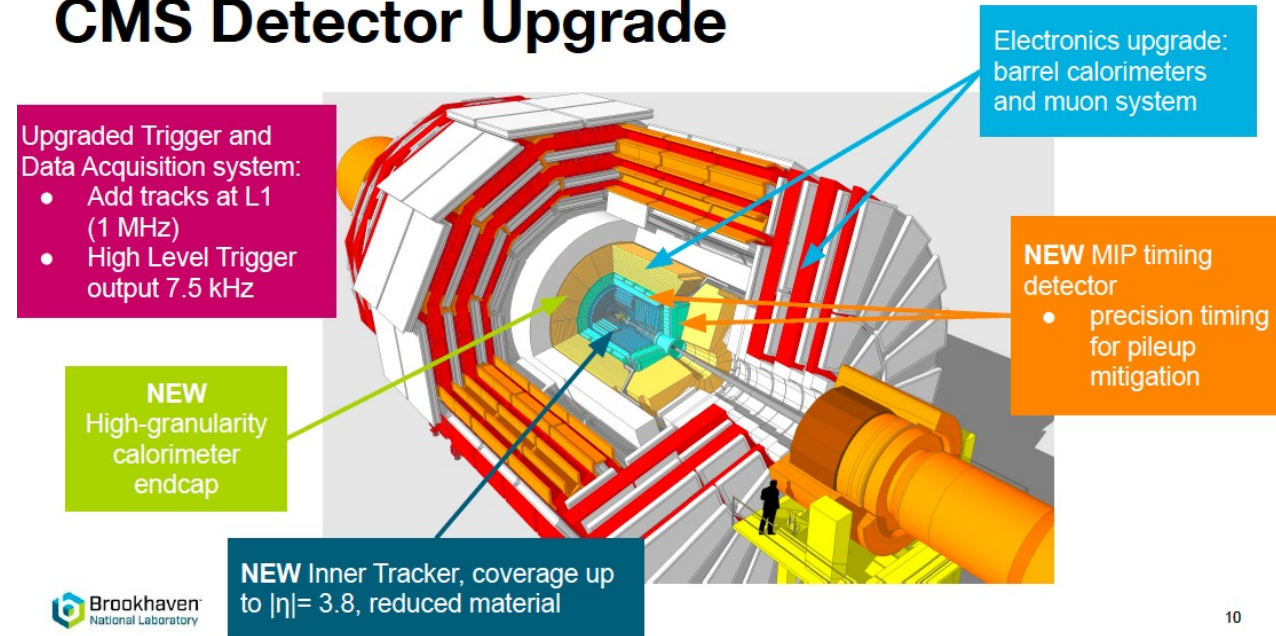 CMS Detector Upgrade
Electronics upgrade:
barrel calorimeters
and muon system
Upgraded Trigger and
Data Acquisition system:
● Add tracks at L1
(1 MHz)
● High Level Trigger
output 7.5 kHz
NEW MIP timing
detector
● precision timing
for pileup
mitigation
NEW
High-granularity
calorimeter
endcap
NEW Inner Tracker, coverage up
to |η|= 3.8, reduced material
Brookhaven
National Laboratory
10